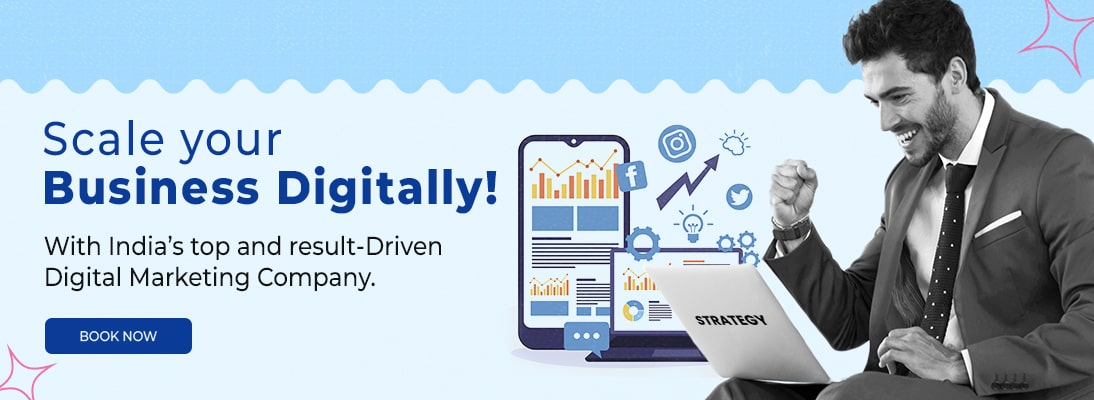 Scale your
Business Digitally!
With India's top and result-Driven
Digital Marketing Company.
BOOK NOW
STRATEGY